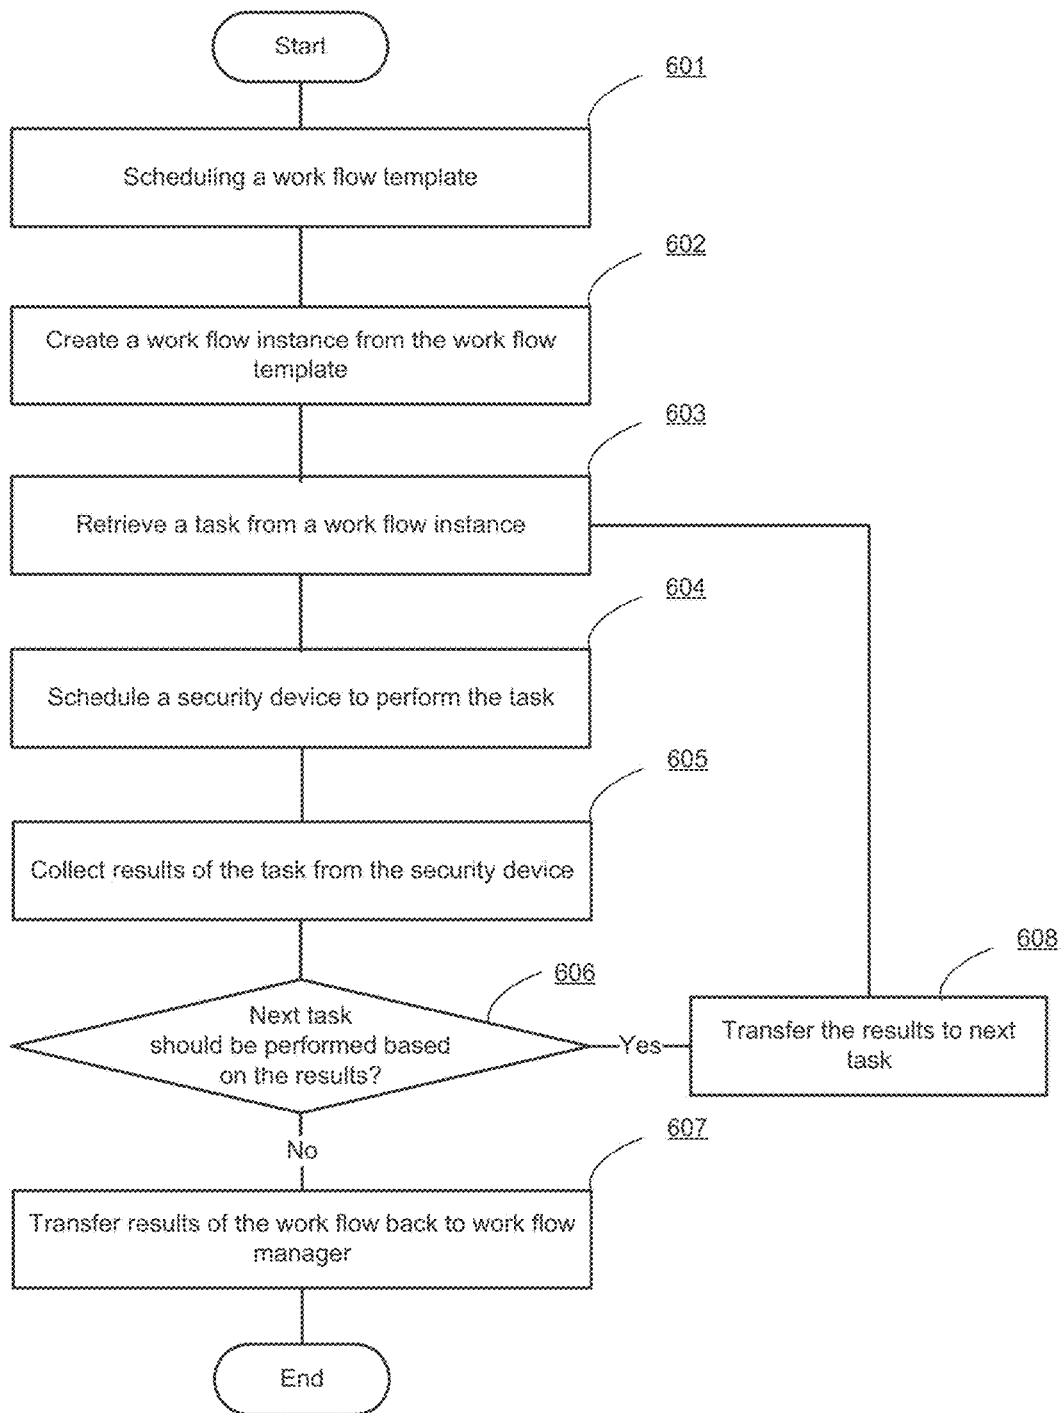 Start
601
Scheduling a work flow template
602
Create a work flow instance from the work flow
template
603
Retrieve a task from a work flow instance
604
Schedule a security device to perform the task
605
Collect results of the task from the security device
606
Next task
should be performed based
on the results?
Yes
608
Transfer the results to next
task
No
607
Transfer results of the work flow back to work flow
manager
End